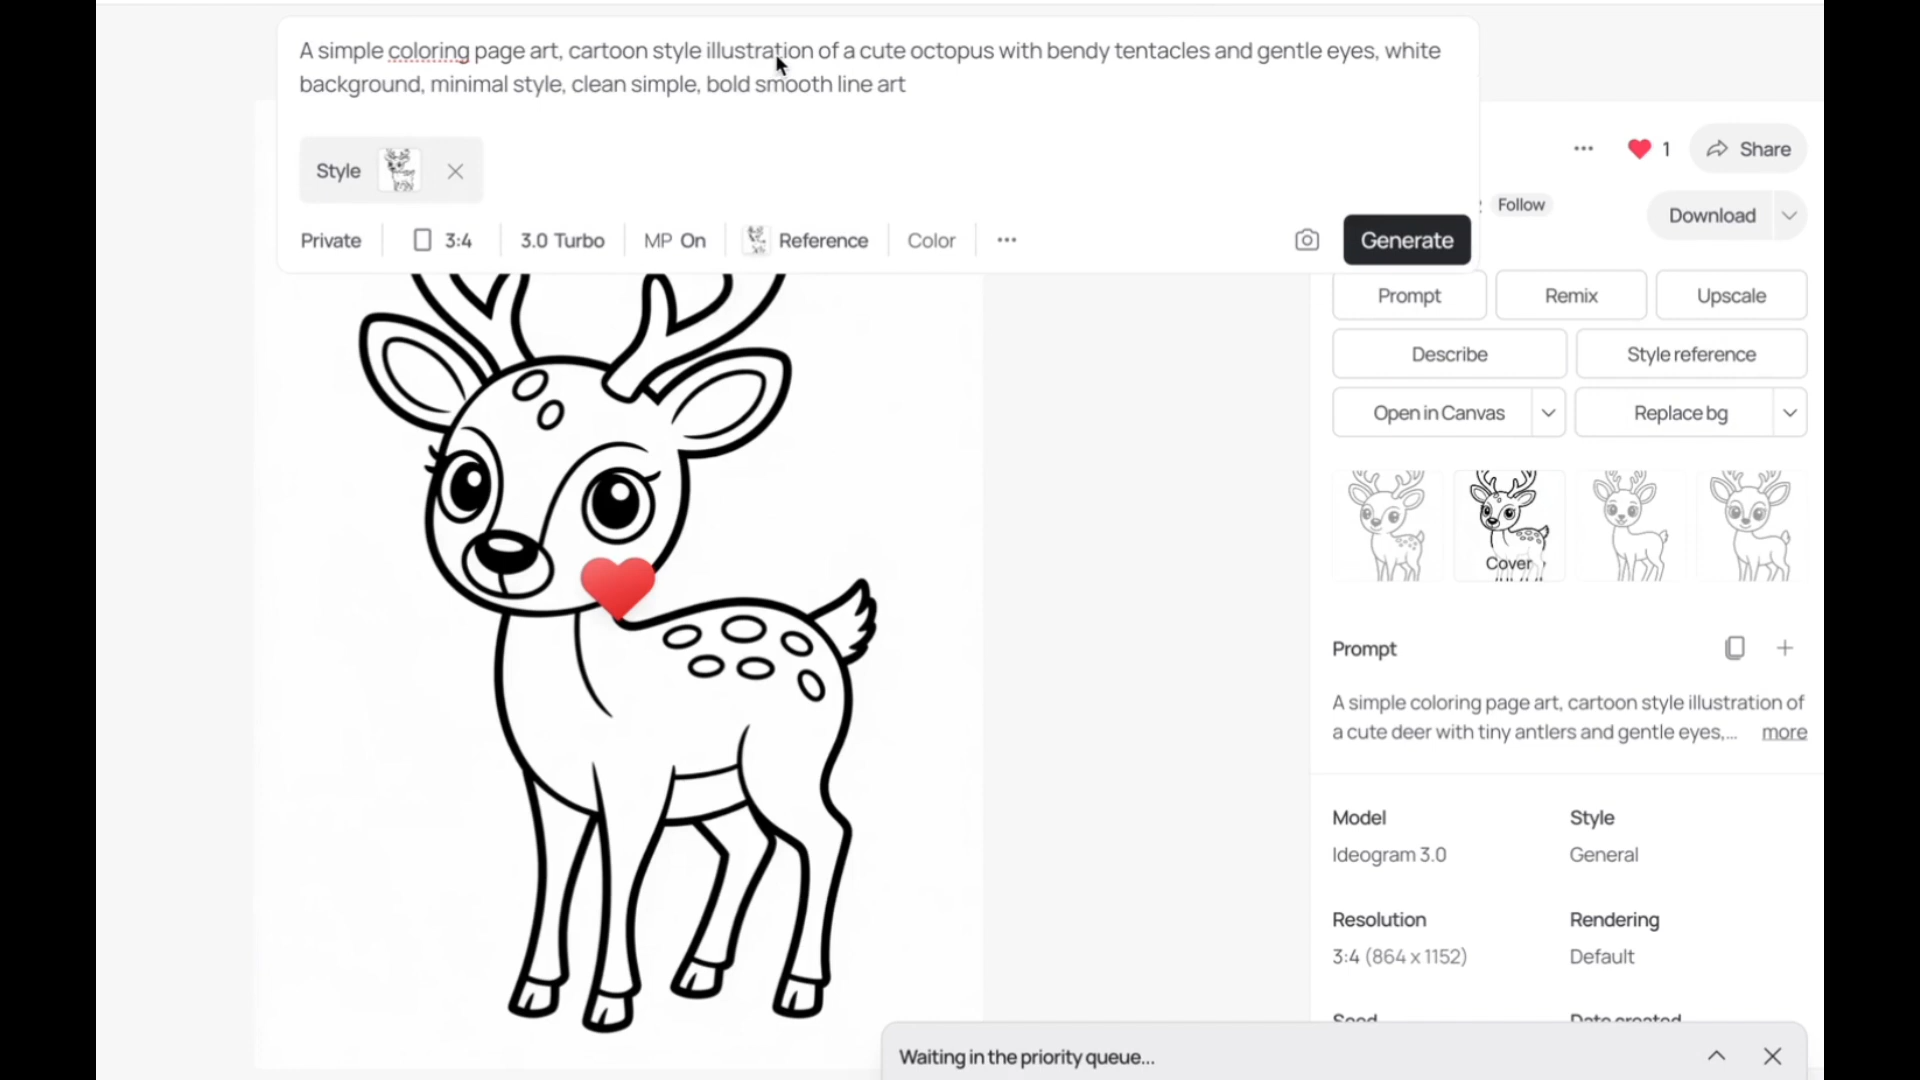 A simple coloring page art, cartoon style illustration of a cute octopus with bendy tentacles and gentle eyes, white
background, minimal style, clean simple, bold smooth line art
Style
Private
3:4
3.0 Turbo
MP On
Reference
Color
Generate
1
Share
Follow
Download
Prompt
Remix
Upscale
Describe
Style reference
Open in Canvas
Replace bg
Cover
Prompt
A simple coloring page art, cartoon style illustration of
a cute deer with tiny antlers and gentle eyes,... more
Model
Style
Ideogram 3.0
General
Resolution
Rendering
3:4 (864 x 1152)
Default
Seed
Date created
Waiting in the priority queue...